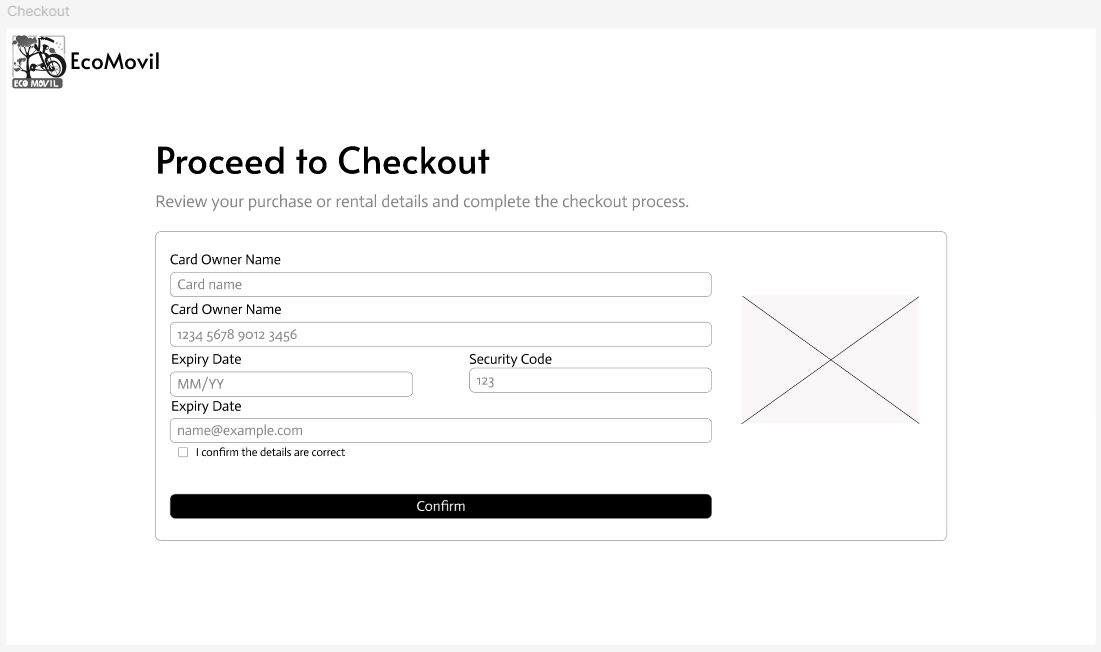 Checkout
ECO MOVIL
EcoMovil
Proceed to Checkout
Review your purchase or rental details and complete the checkout process.
Card Owner Name
Card name
Card Owner Name
1234 5678 9012 3456
Expiry Date
Security Code
MM/YY
123
Expiry Date
name@example.com
I confirm the details are correct
Confirm